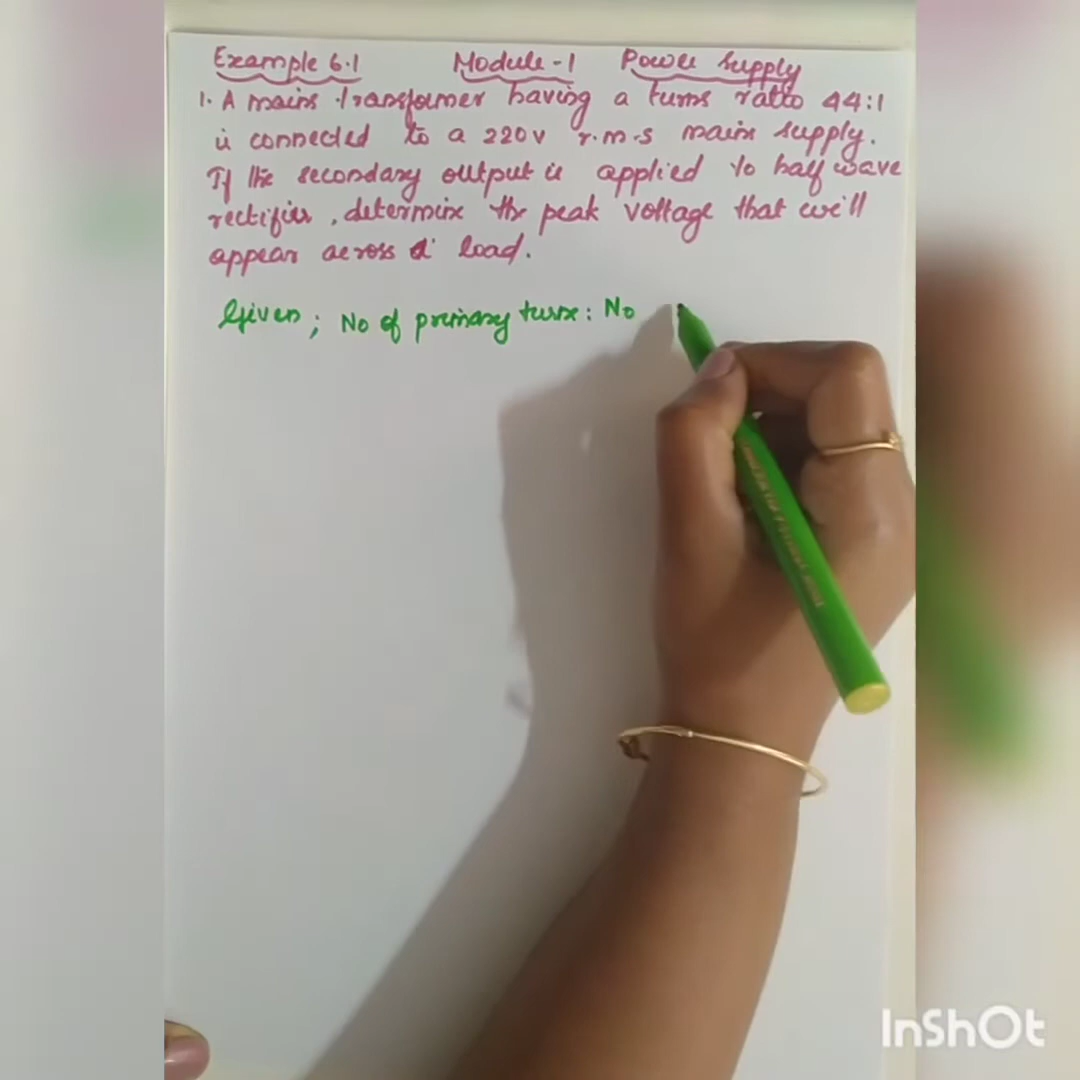 Example 6.1 Module-1 Power Supply
1. A mains transformer having a turns ratio 44:1
is connected to a 220v r.m.s mains supply.
If the secondary output is applied to half wave
rectifier, determine the peak voltage that will
appear across a load.
Given; No of primary turns: No
InShOt